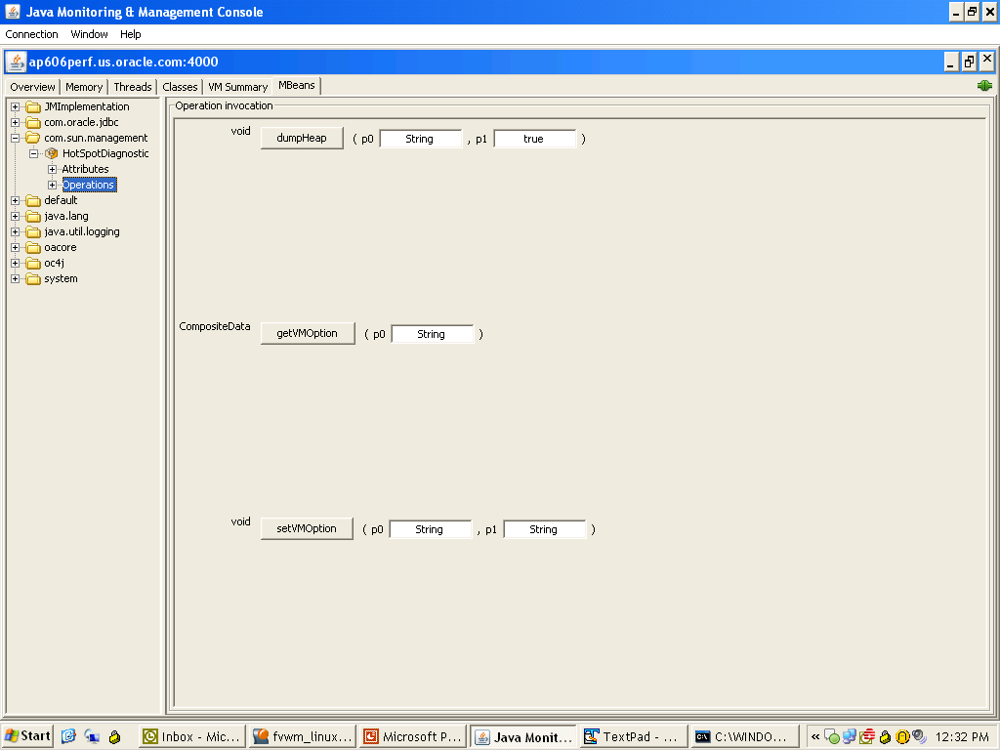 Java Monitoring & Management Console
Connection Window Help
ap606perf.us.oracle.com:4000
Overview Memory Threads Classes VM Summary MBeans
JMImplementation
com.oracle.jdbc
com.sun.management
HotSpotDiagnostic
Attributes
Operations
default
java.lang
java.util.logging
oacore
oc4j
system
Operation invocation
void dumpHeap ( p0 String , p1 true )
CompositeData getVMOption ( p0 String )
void setVMOption ( p0 String , p1 String )
Start Inbox - Mic... fvwm_linux... Microsoft P... Java Monit... TextPad - ... C:\WINDO... « 12:32 PM